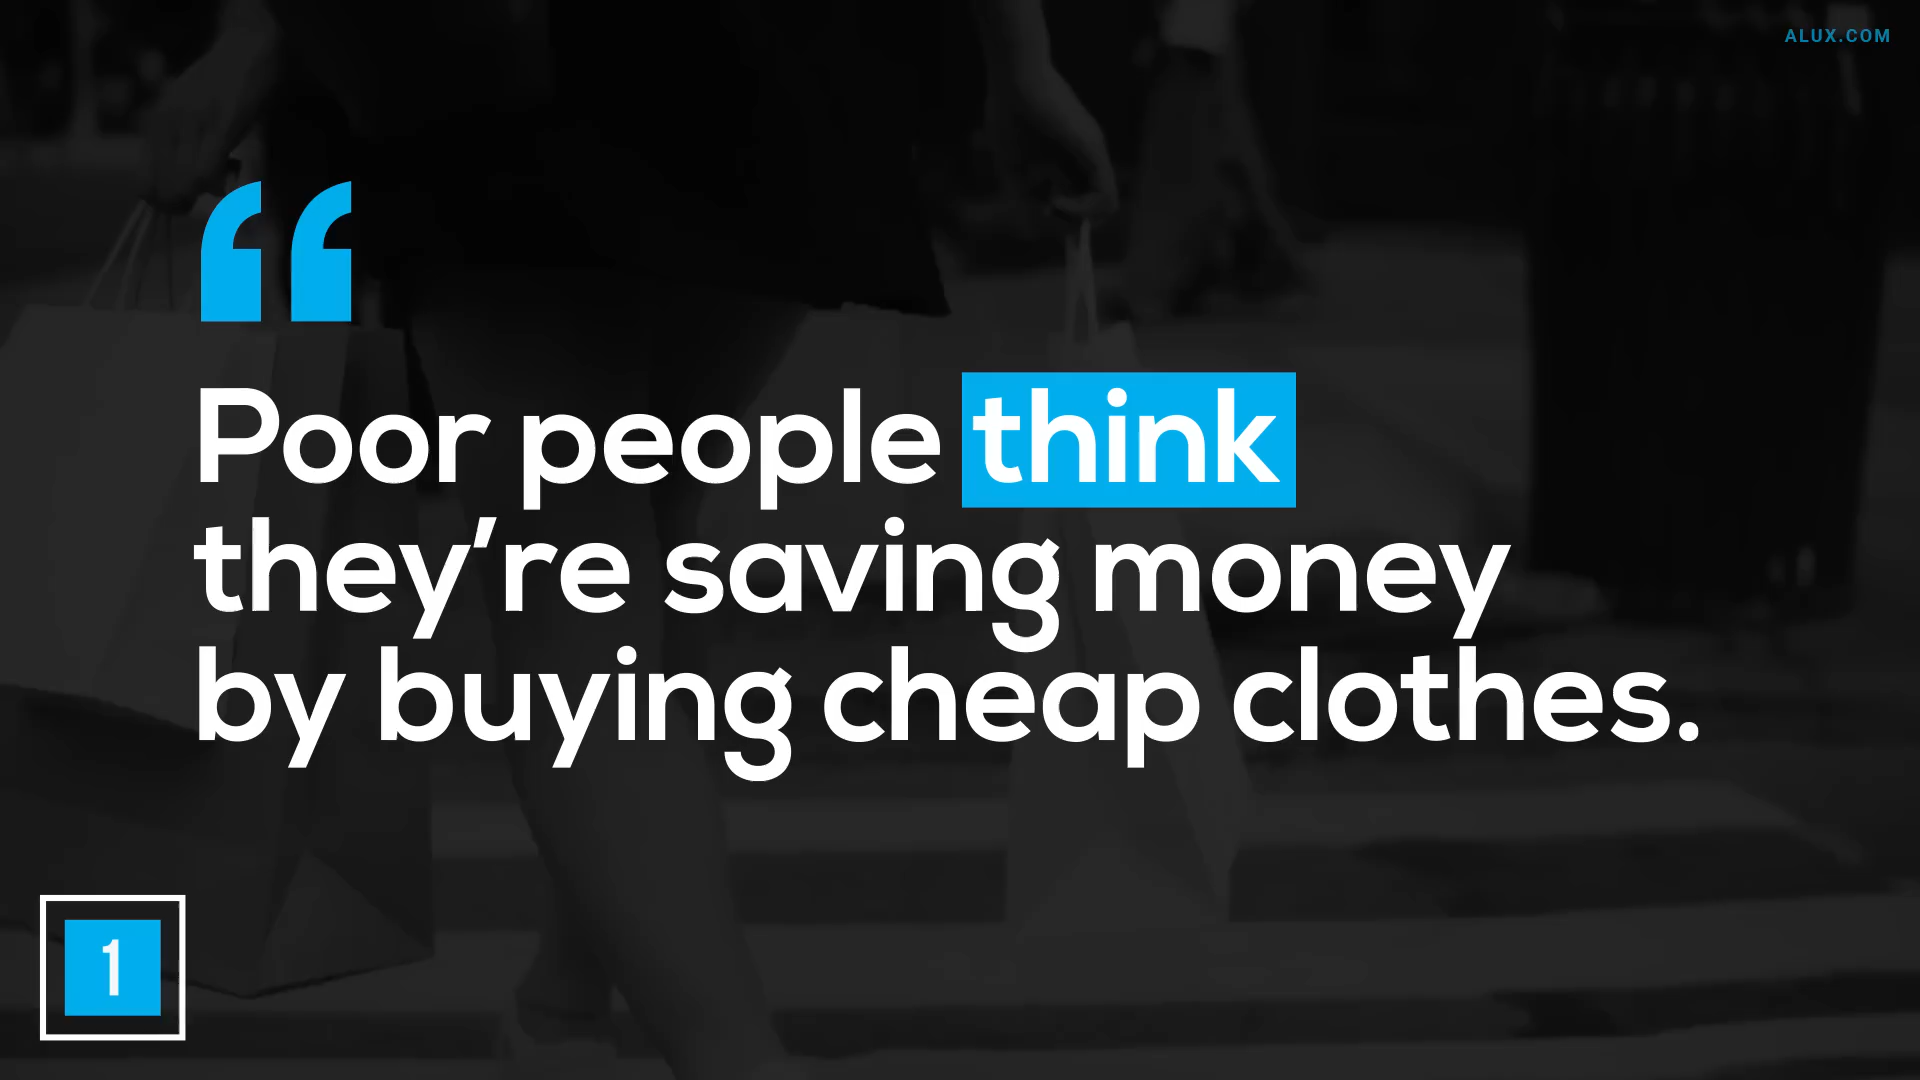 ALUX.COM
“
Poor people think
they’re saving money
by buying cheap clothes.
1